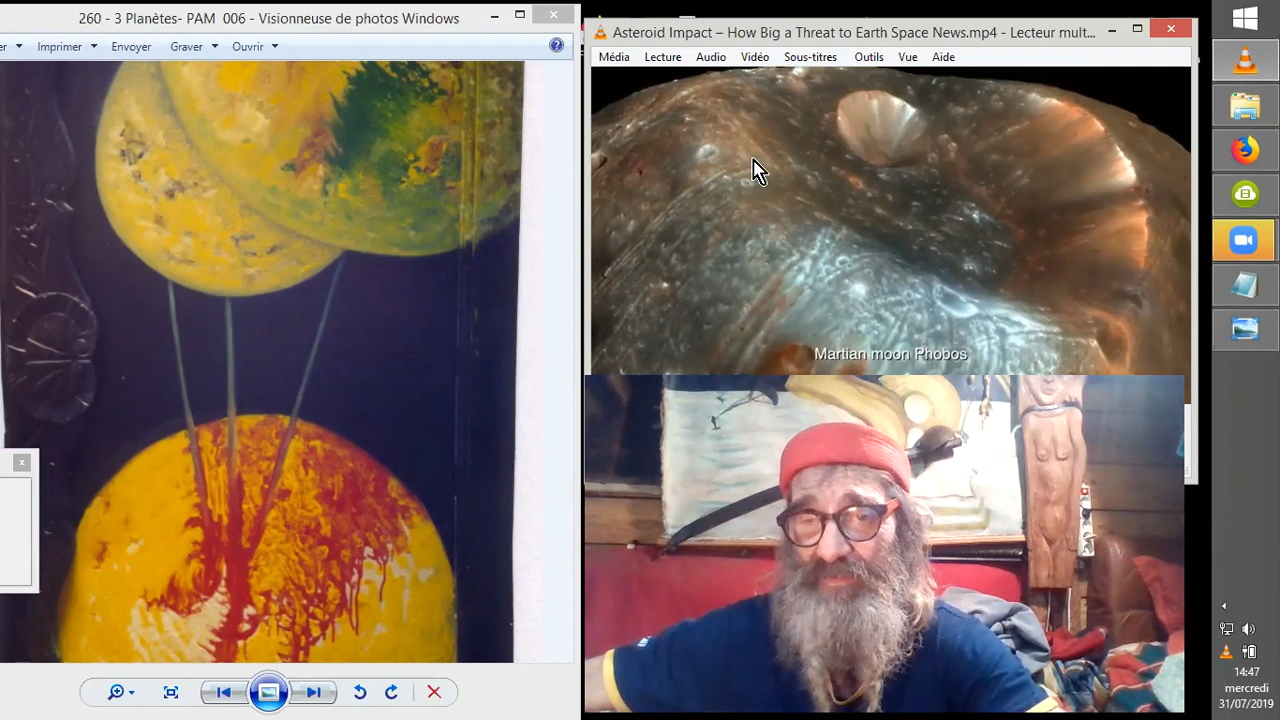 260 - 3 Planètes- PAM 006 - Visionneuse de photos Windows
er Imprimer Envoyer Graver Ouvrir
Asteroid Impact – How Big a Threat to Earth Space News.mp4 - Lecteur mult...
Média Lecture Audio Vidéo Sous-titres Outils Vue Aide
Martian moon Phobos
14:47
mercredi
31/07/2019